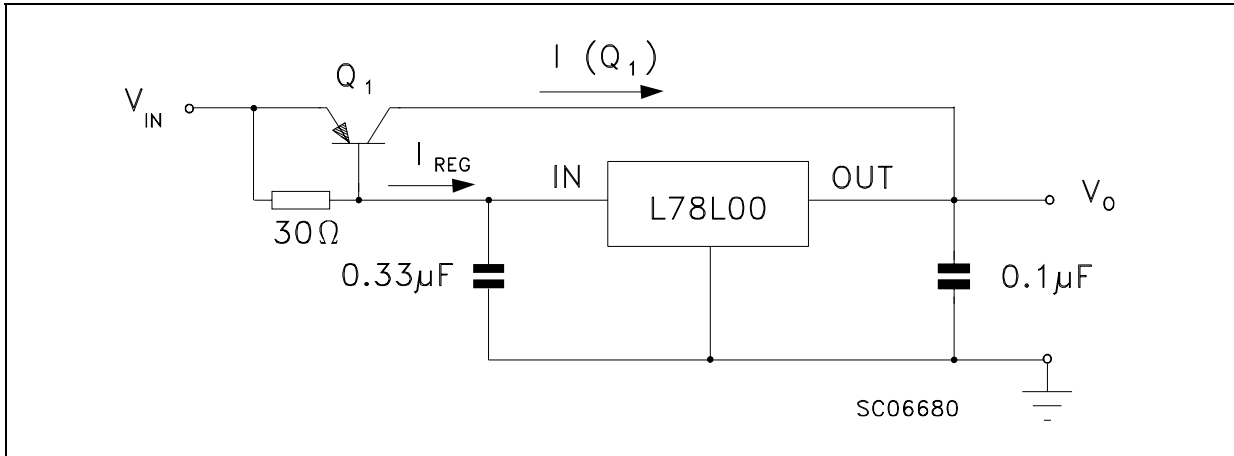 I (Q1)
Q1
VIN
IREG
IN
OUT
VO
L78L00
30Ω
0.33µF
0.1µF
SC06680